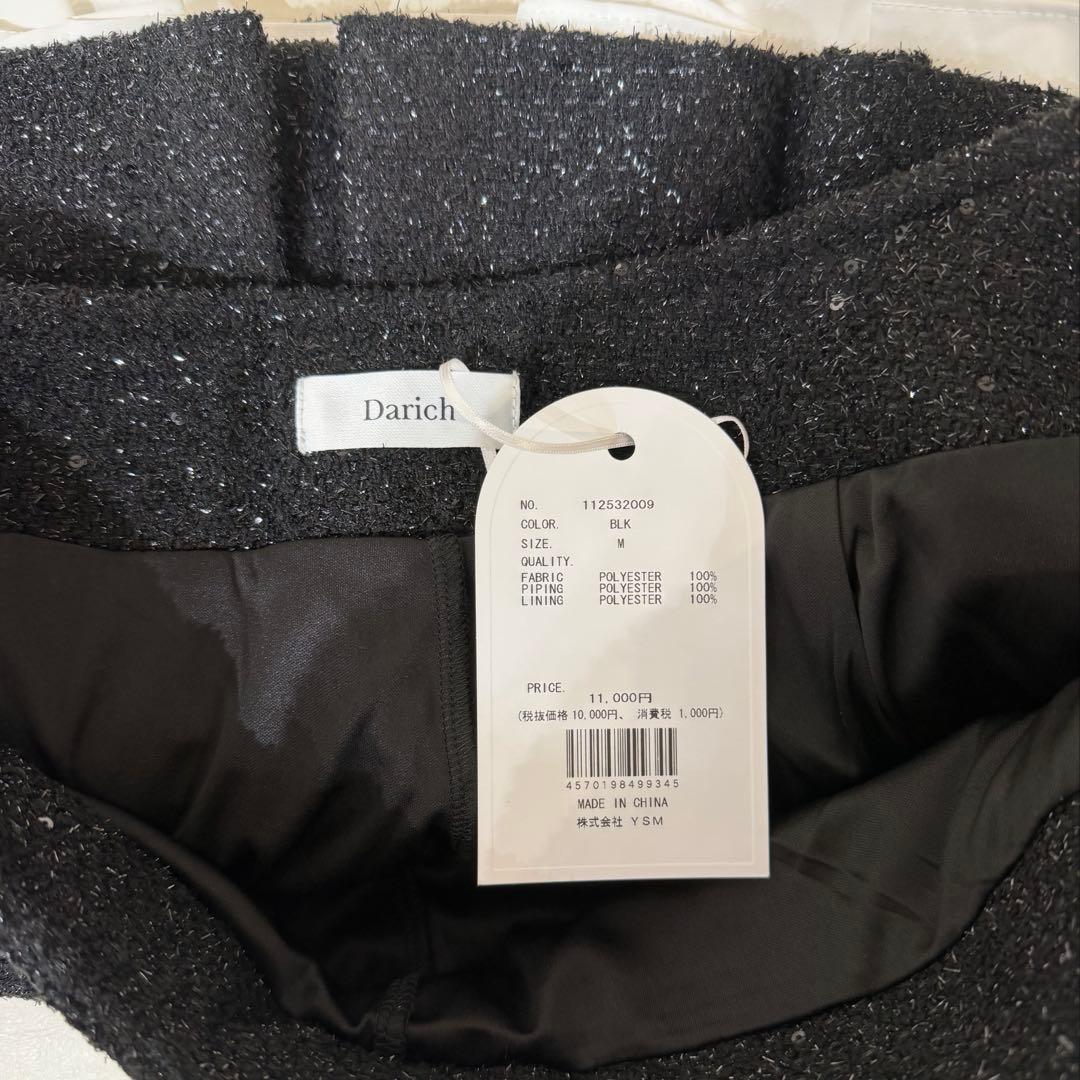 Darich
NO. 112532009
COLOR. BLK
SIZE. M
QUALITY.
FABRIC POLYESTER 100%
PIPING POLYESTER 100%
LINING POLYESTER 100%
PRICE. 11,000円
(税抜価格 10,000円、 消費税 1,000円)
4570198499345
MADE IN CHINA
株式会社 YSM